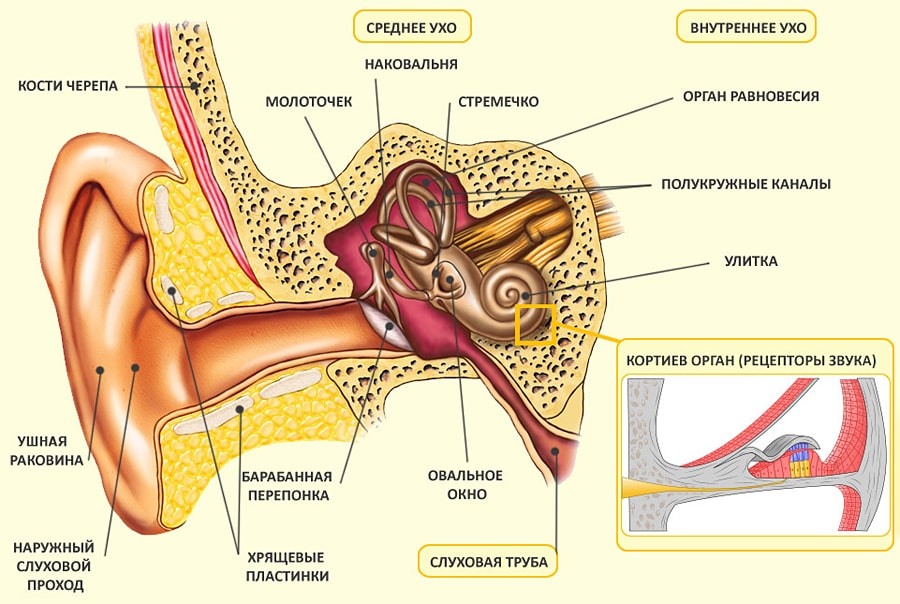 СРЕДНЕЕ УХО
ВНУТРЕННЕЕ УХО
НАКОВАЛЬНЯ
КОСТИ ЧЕРЕПА
МОЛОТОЧЕК
СТРЕМЕЧКО
ОРГАН РАВНОВЕСИЯ
ПОЛУКРУЖНЫЕ КАНАЛЫ
УЛИТКА
КОРТИЕВ ОРГАН (РЕЦЕПТОРЫ ЗВУКА)
УШНАЯ
РАКОВИНА
БАРАБАННАЯ
ПЕРЕПОНКА
ОВАЛЬНОЕ
ОКНО
НАРУЖНЫЙ
СЛУХОВОЙ
ПРОХОД
ХРЯЩЕВЫЕ
ПЛАСТИНКИ
СЛУХОВАЯ ТРУБА